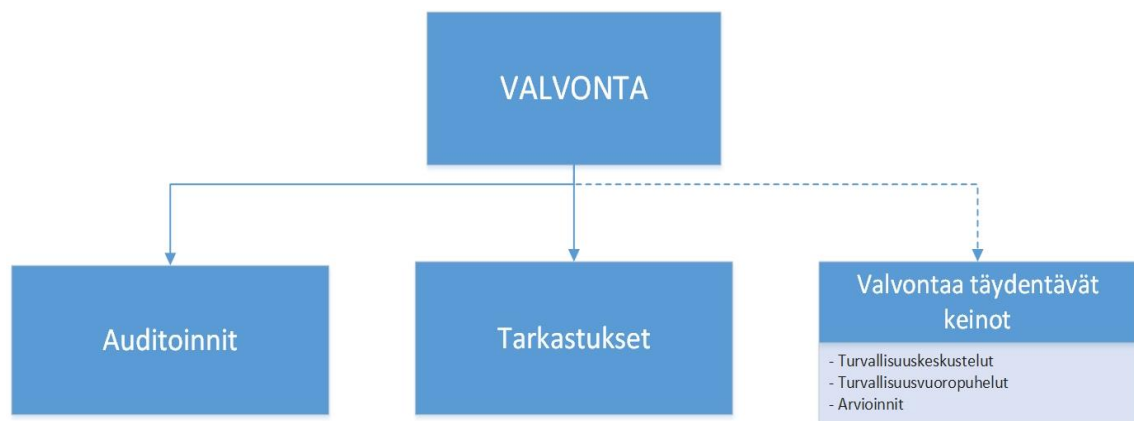 VALVONTA
Auditoinnit
Tarkastukset
Valvontaa täydentävät
keinot
- Turvallisuuskeskustelut
- Turvallisuusvuoropuhelut
- Arvioinnit